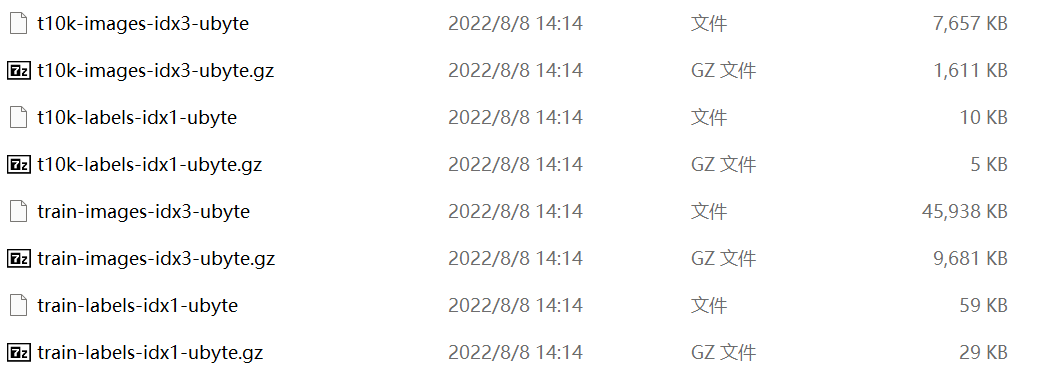 t10k-images-idx3-ubyte 2022/8/8 14:14 文件 7,657 KB
t10k-images-idx3-ubyte.gz 2022/8/8 14:14 GZ 文件 1,611 KB
t10k-labels-idx1-ubyte 2022/8/8 14:14 文件 10 KB
t10k-labels-idx1-ubyte.gz 2022/8/8 14:14 GZ 文件 5 KB
train-images-idx3-ubyte 2022/8/8 14:14 文件 45,938 KB
train-images-idx3-ubyte.gz 2022/8/8 14:14 GZ 文件 9,681 KB
train-labels-idx1-ubyte 2022/8/8 14:14 文件 59 KB
train-labels-idx1-ubyte.gz 2022/8/8 14:14 GZ 文件 29 KB